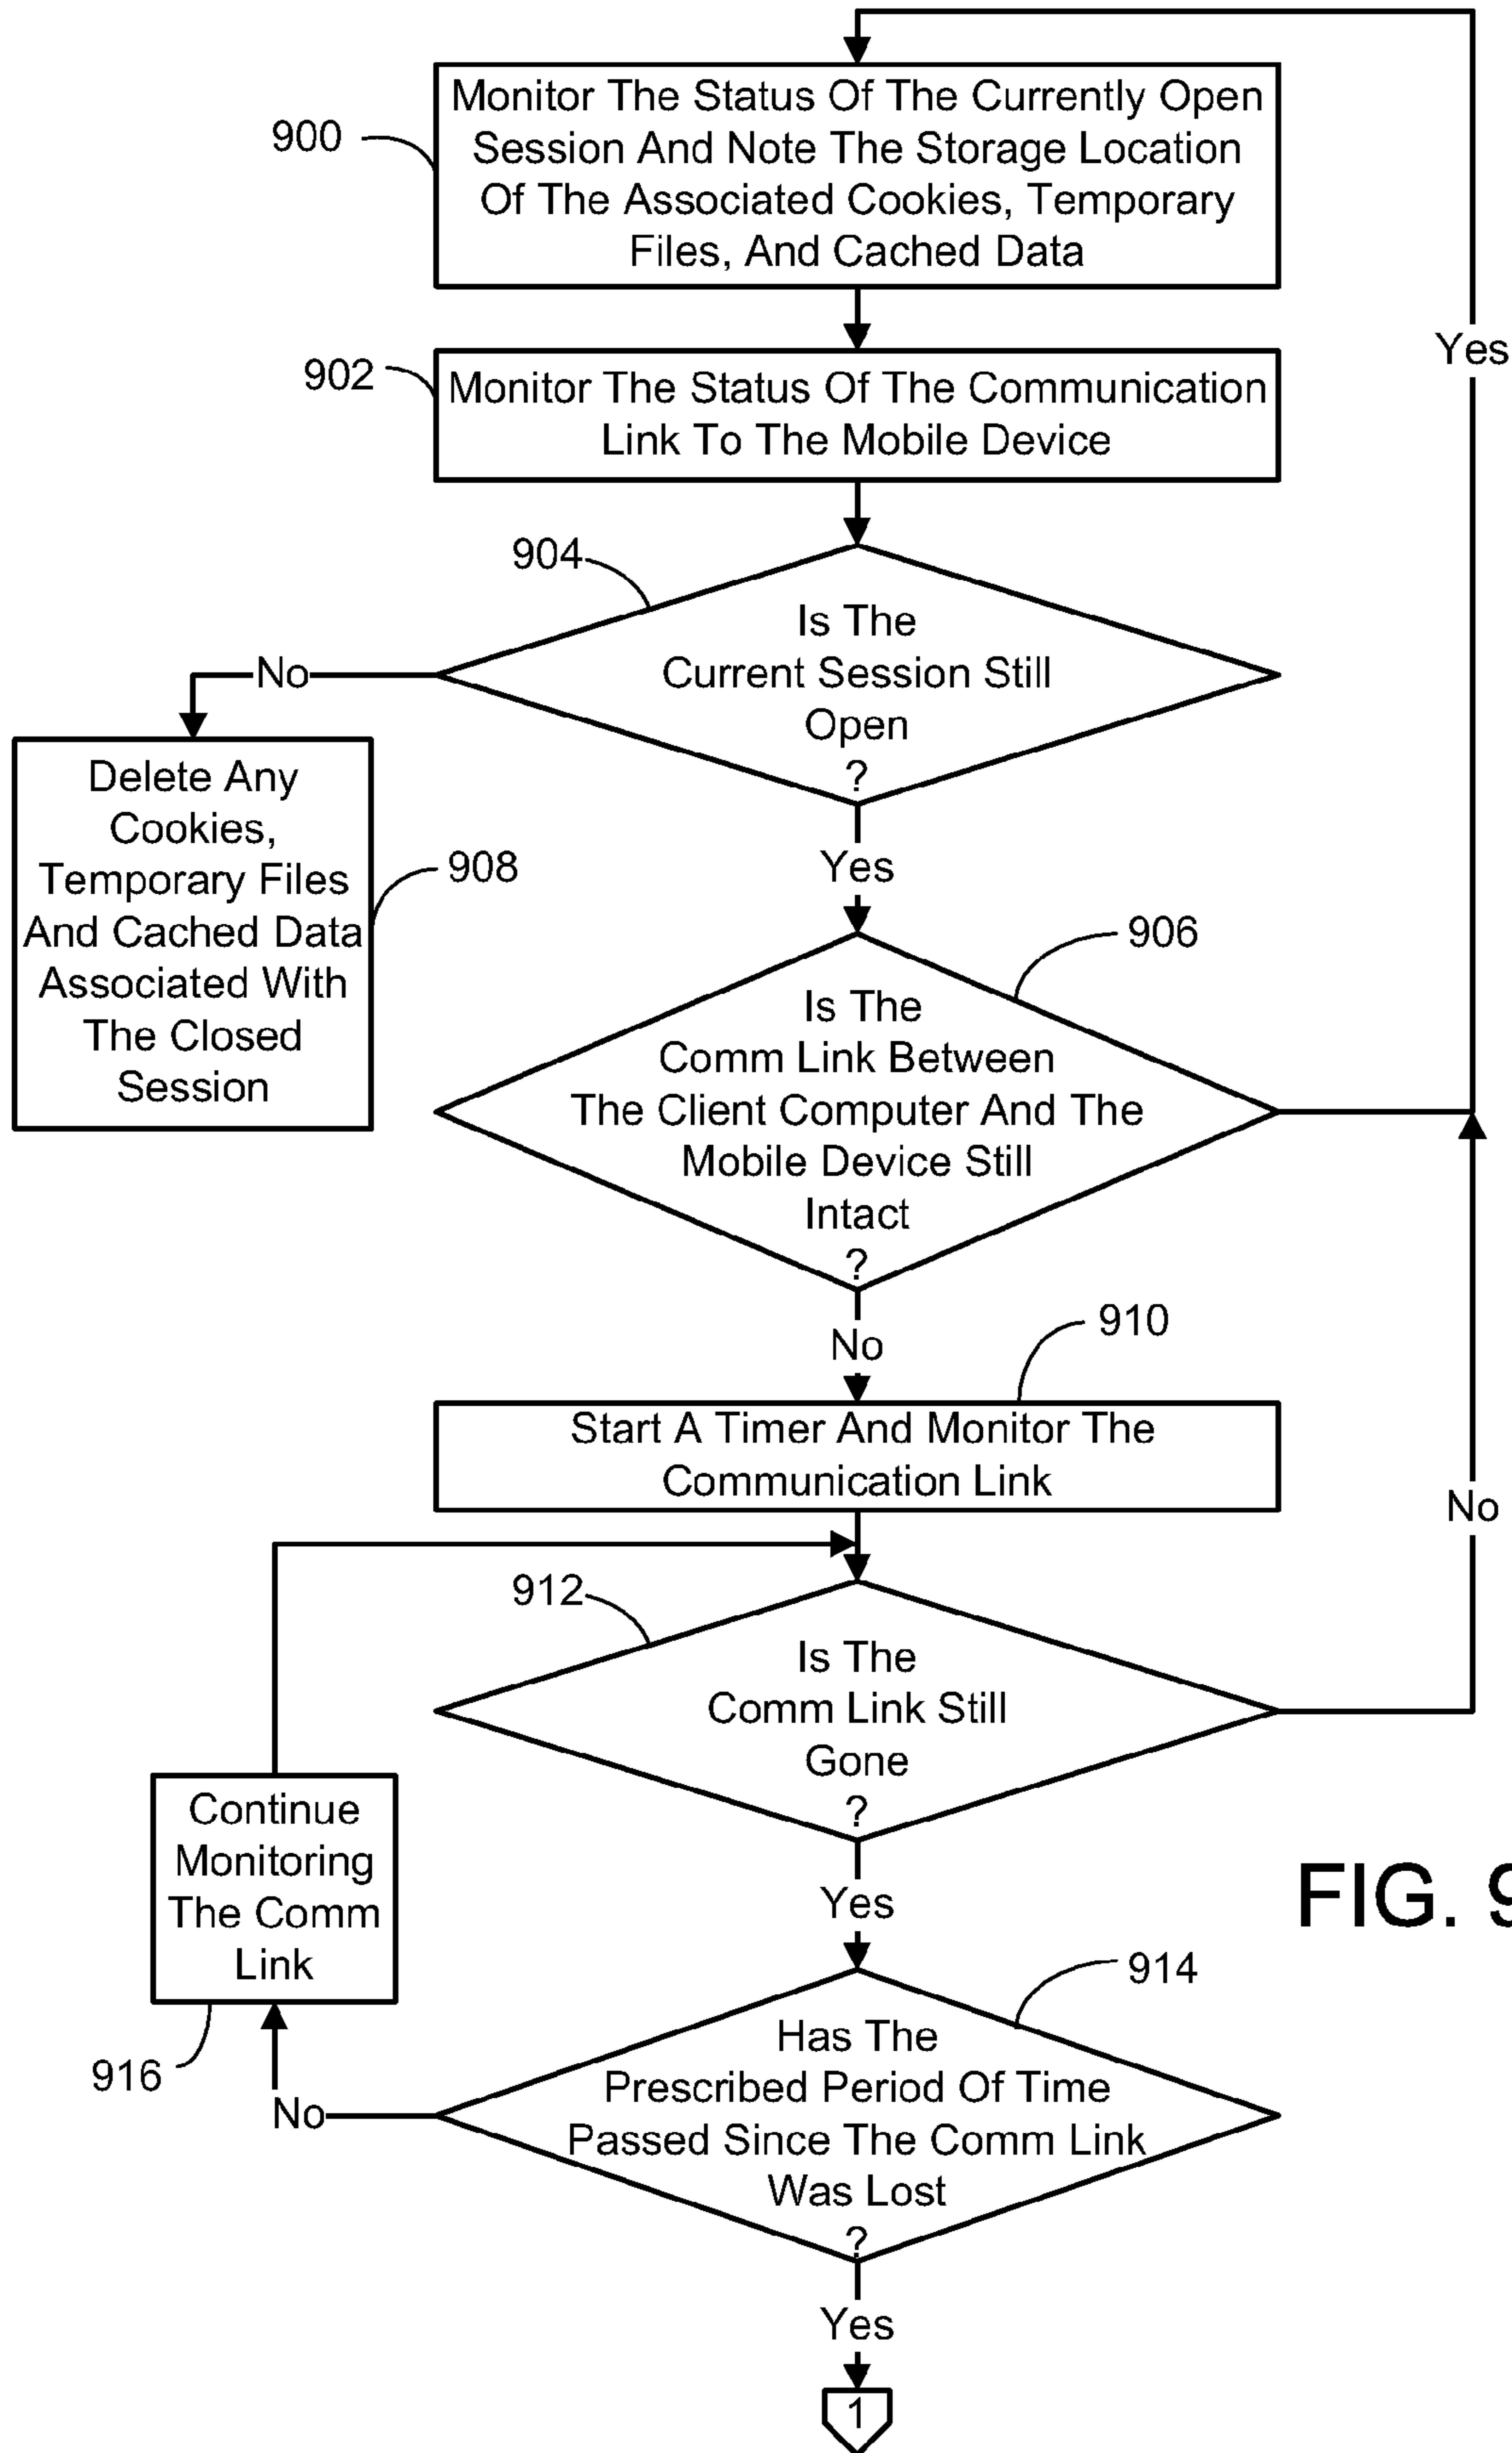 900
Monitor The Status Of The Currently Open
Session And Note The Storage Location
Of The Associated Cookies, Temporary
Files, And Cached Data
Yes
902
Monitor The Status Of The Communication
Link To The Mobile Device
904
Is The
Current Session Still
Open
?
No
Yes
Delete Any
Cookies,
Temporary Files
And Cached Data
Associated With
The Closed
Session
908
906
Is The
Comm Link Between
The Client Computer And The
Mobile Device Still
Intact
?
No
910
Start A Timer And Monitor The
Communication Link
No
912
Is The
Comm Link Still
Gone
?
Continue
Monitoring
The Comm
Link
916
Yes
FIG. 9
914
Has The
Prescribed Period Of Time
Passed Since The Comm Link
Was Lost
?
No
Yes
1